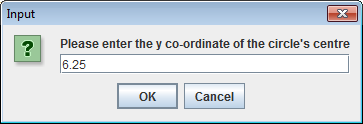 Input
Please enter the y co-ordinate of the circle's centre
6.25
OK Cancel